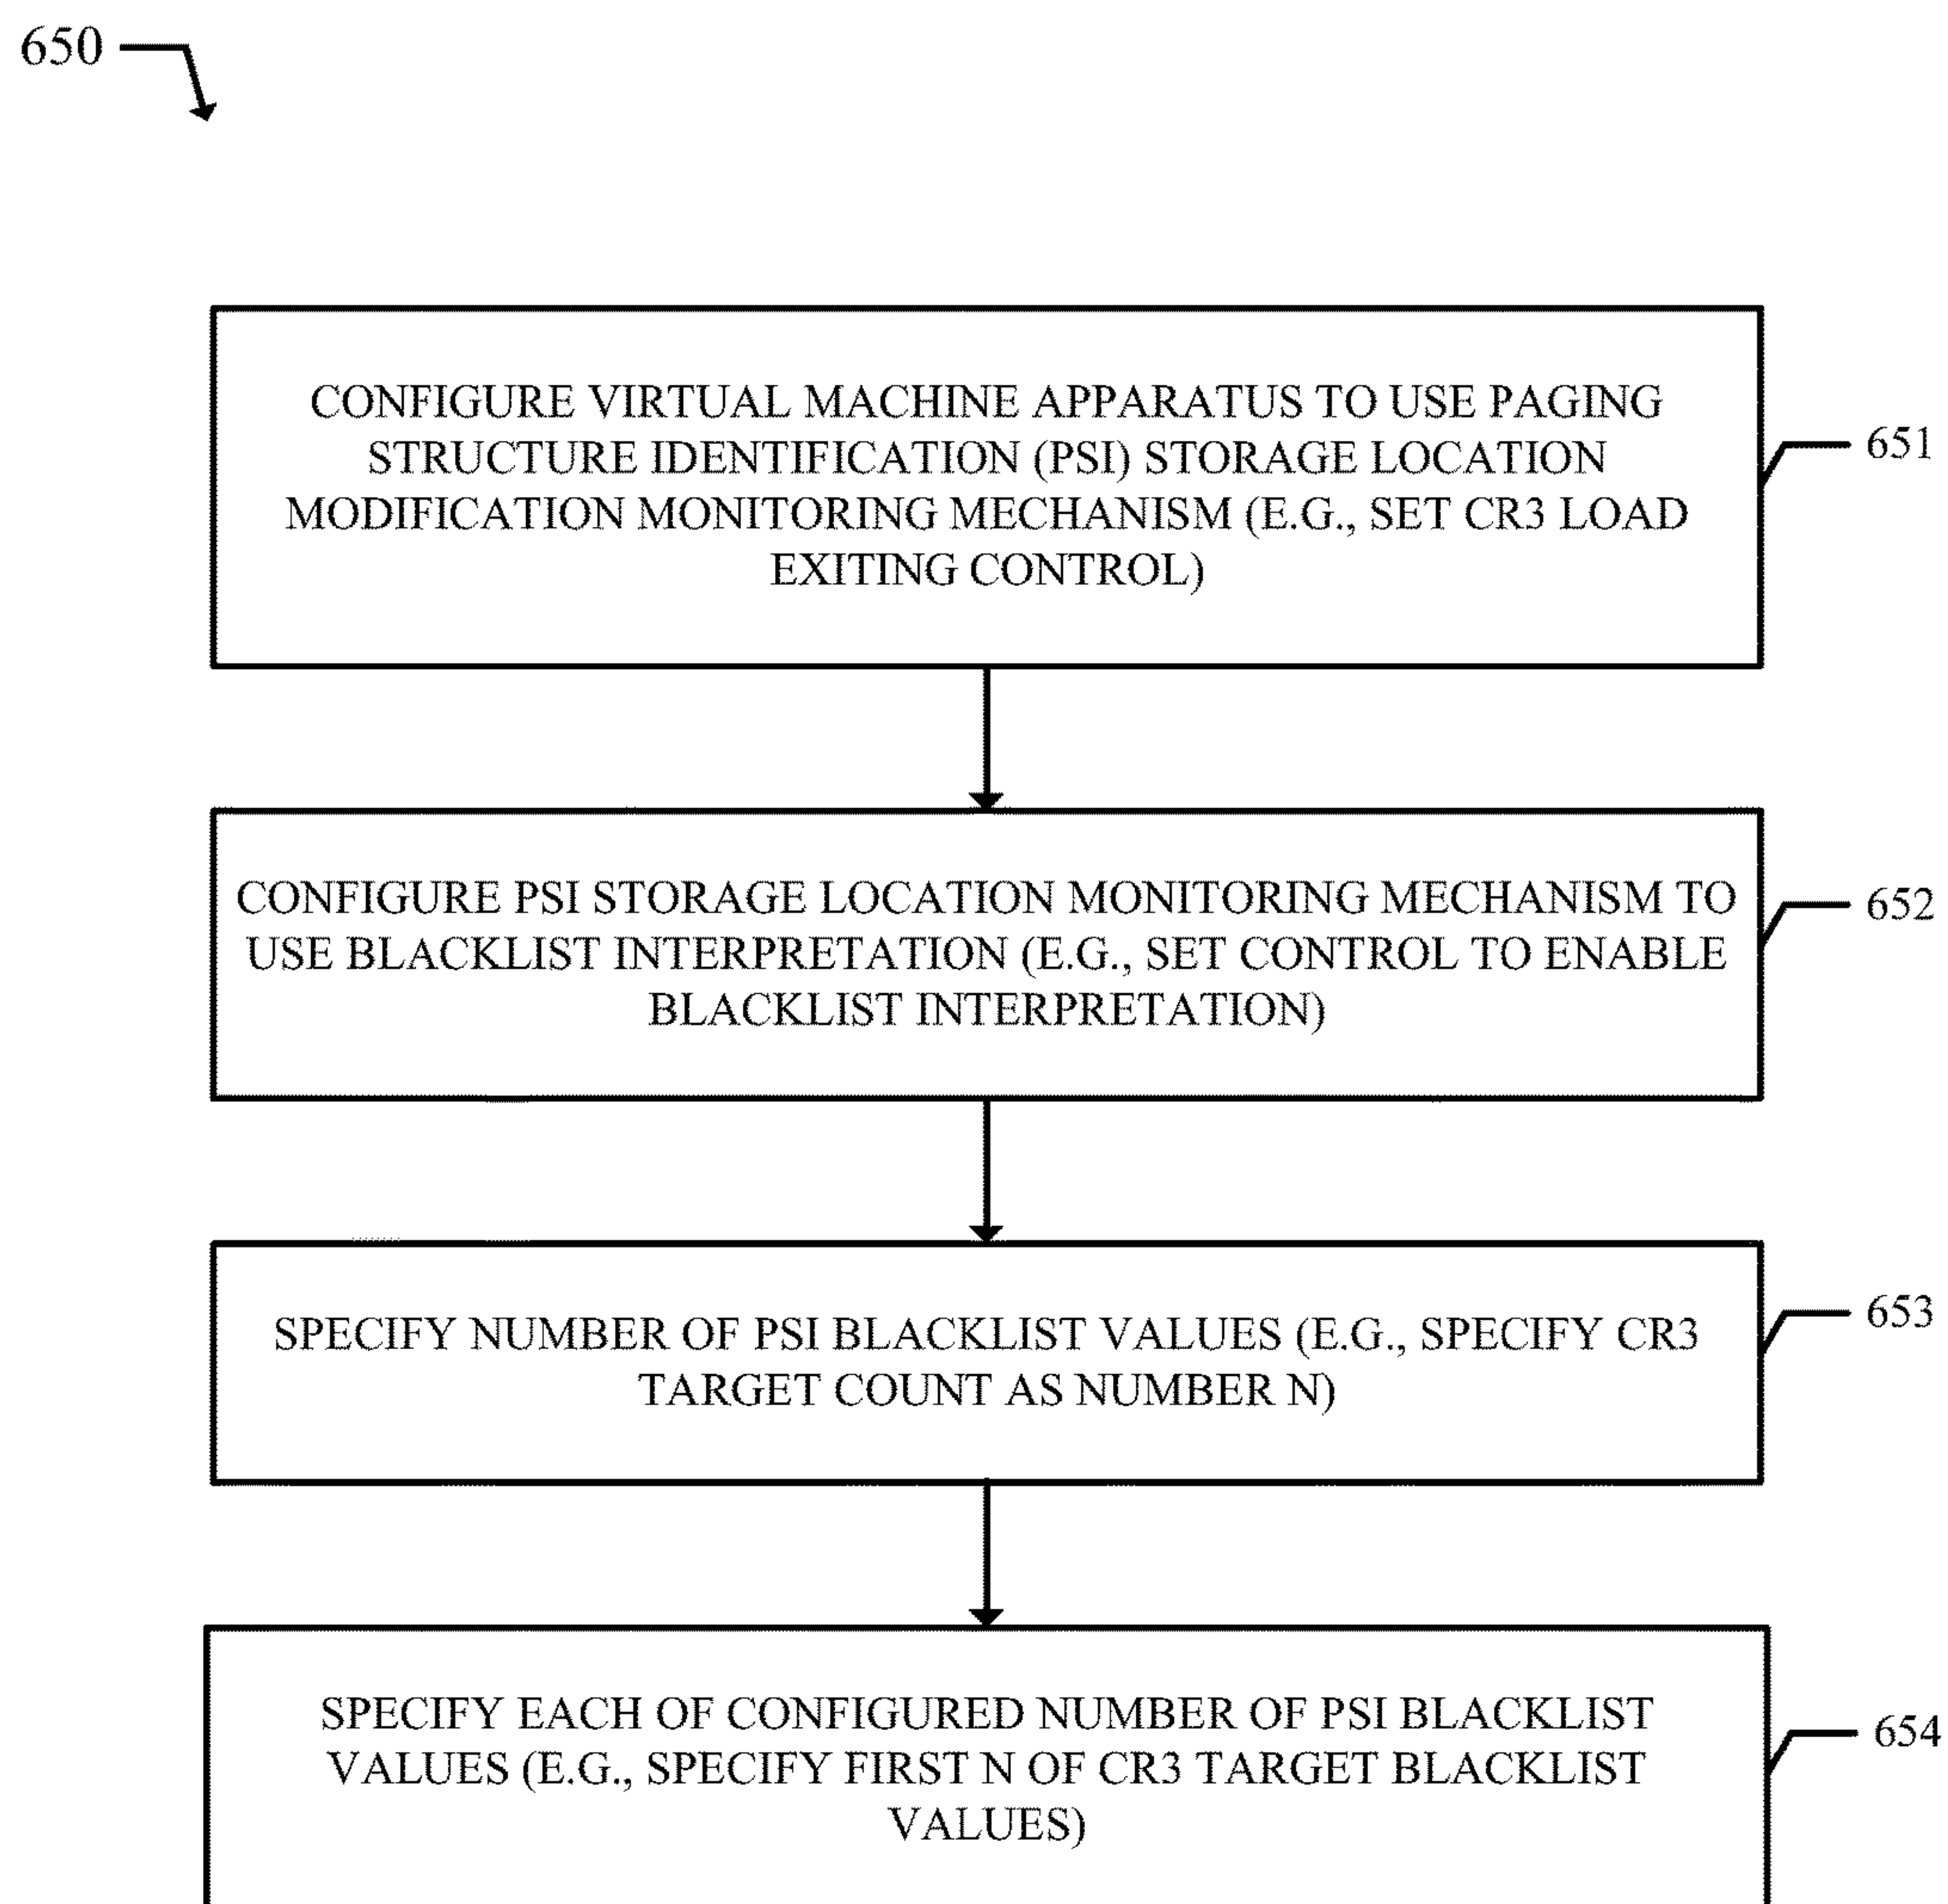 650
CONFIGURE VIRTUAL MACHINE APPARATUS TO USE PAGING
STRUCTURE IDENTIFICATION (PSI) STORAGE LOCATION
MODIFICATION MONITORING MECHANISM (E.G., SET CR3 LOAD
EXITING CONTROL)
651
CONFIGURE PSI STORAGE LOCATION MONITORING MECHANISM TO
USE BLACKLIST INTERPRETATION (E.G., SET CONTROL TO ENABLE
BLACKLIST INTERPRETATION)
652
SPECIFY NUMBER OF PSI BLACKLIST VALUES (E.G., SPECIFY CR3
TARGET COUNT AS NUMBER N)
653
SPECIFY EACH OF CONFIGURED NUMBER OF PSI BLACKLIST
VALUES (E.G., SPECIFY FIRST N OF CR3 TARGET BLACKLIST
VALUES)
654